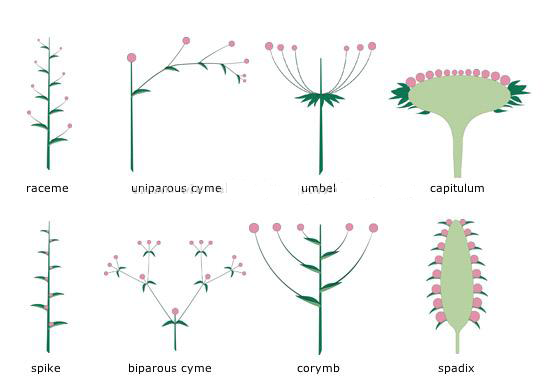 raceme
uniparous cyme
umbel
capitulum
spike
biparous cyme
corymb
spadix